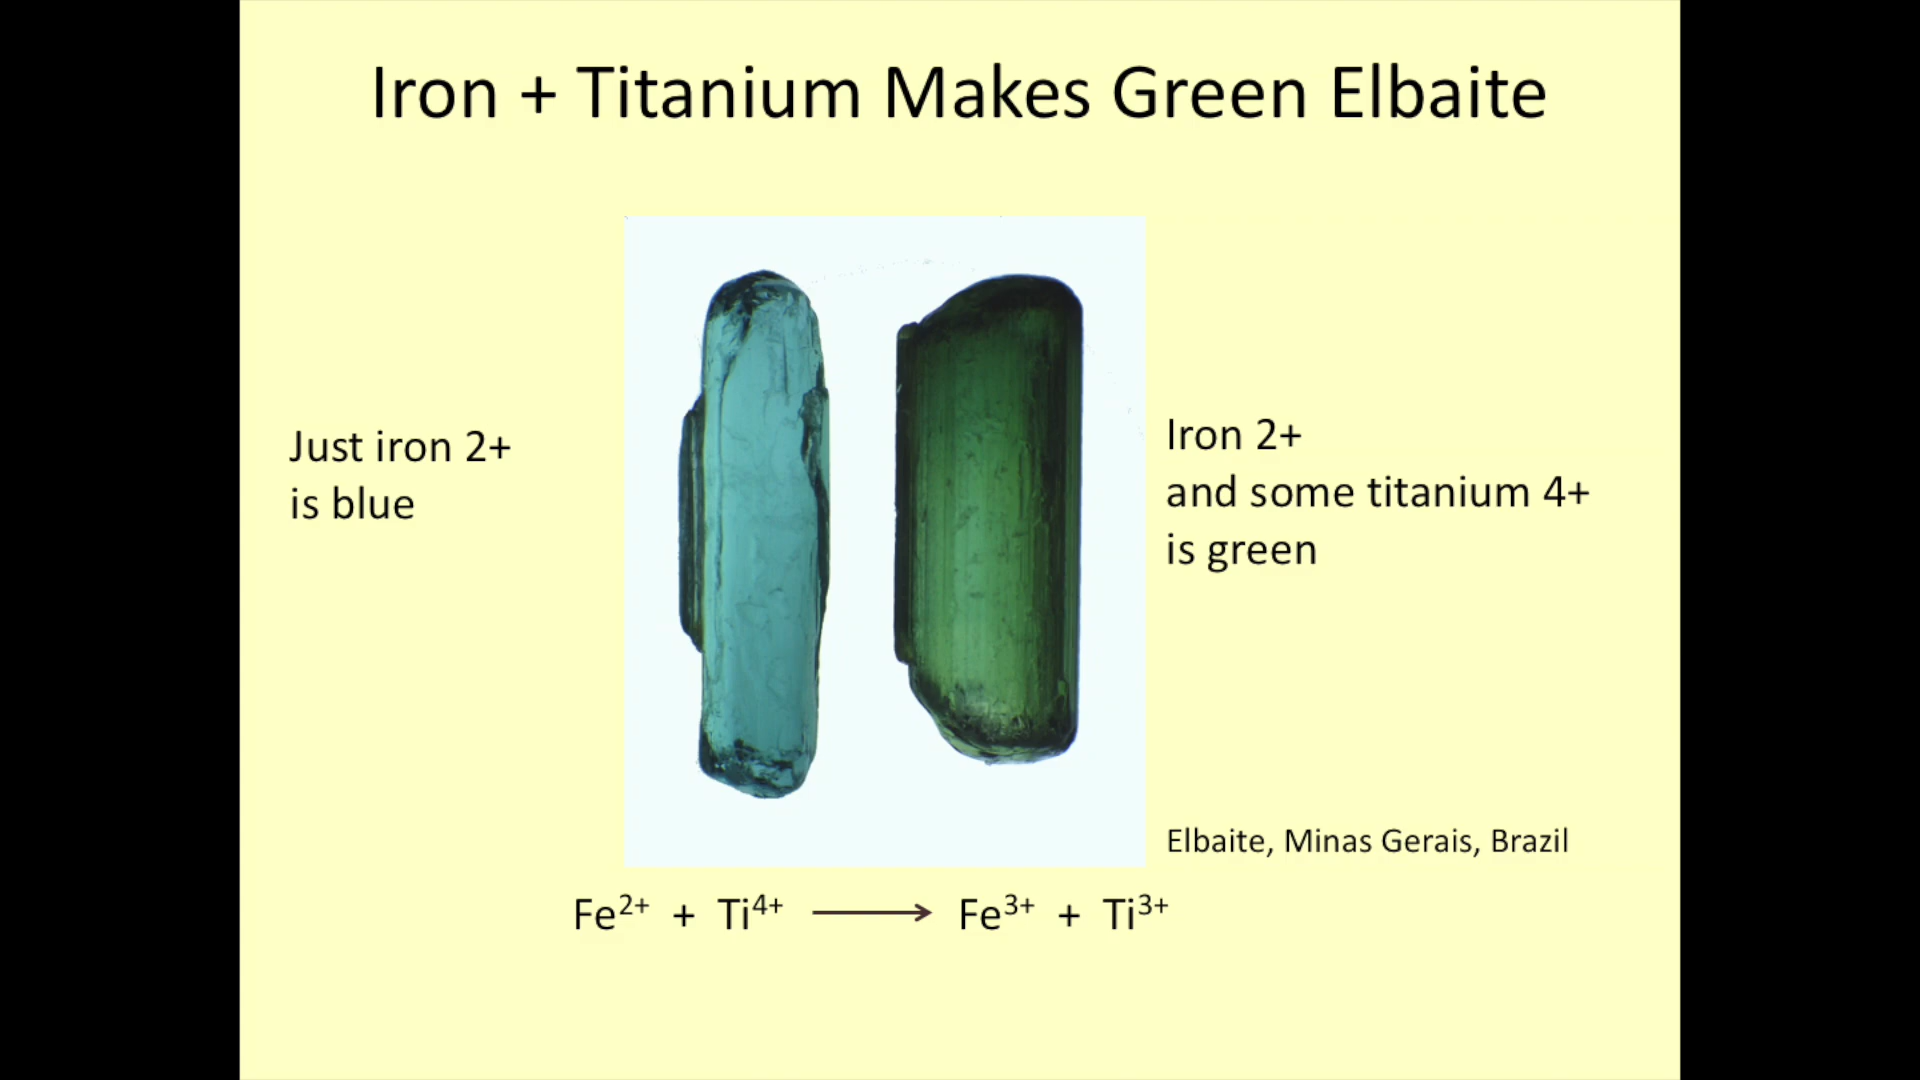 Iron + Titanium Makes Green Elbaite
Just iron 2+
is blue
Iron 2+
and some titanium 4+
is green
Elbaite, Minas Gerais, Brazil
Fe²⁺ + Ti⁴⁺ ⟶ Fe³⁺ + Ti³⁺